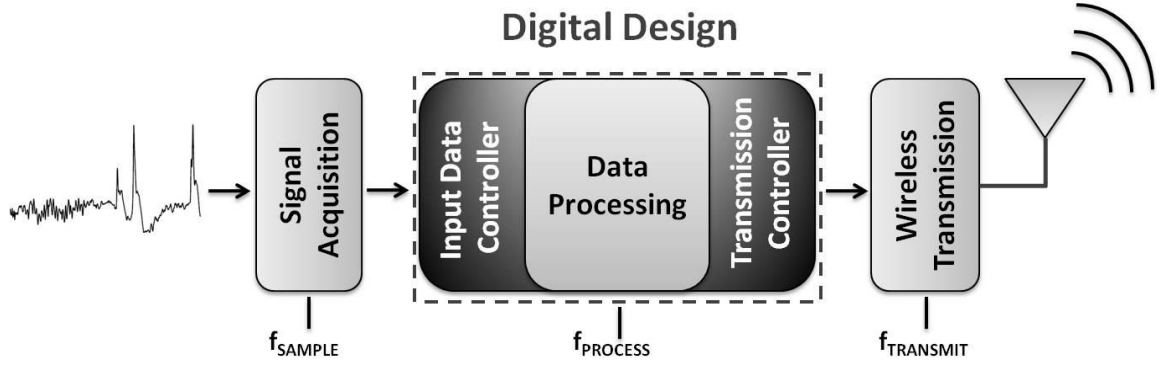 Digital Design
Signal
Acquisition
Input Data
Controller
Data
Processing
Transmission
Controller
Wireless
Transmission
fSAMPLE
fPROCESS
fTRANSMIT